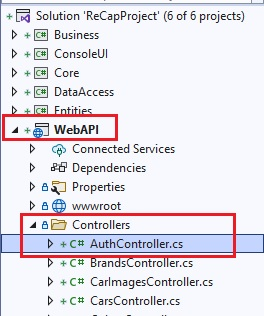 Solution 'ReCapProject' (6 of 6 projects)
Business
ConsoleUI
Core
DataAccess
Entities
WebAPI
Connected Services
Dependencies
Properties
wwwroot
Controllers
C# AuthController.cs
C# BrandsController.cs
C# CarImagesController.cs
C# CarsController.cs